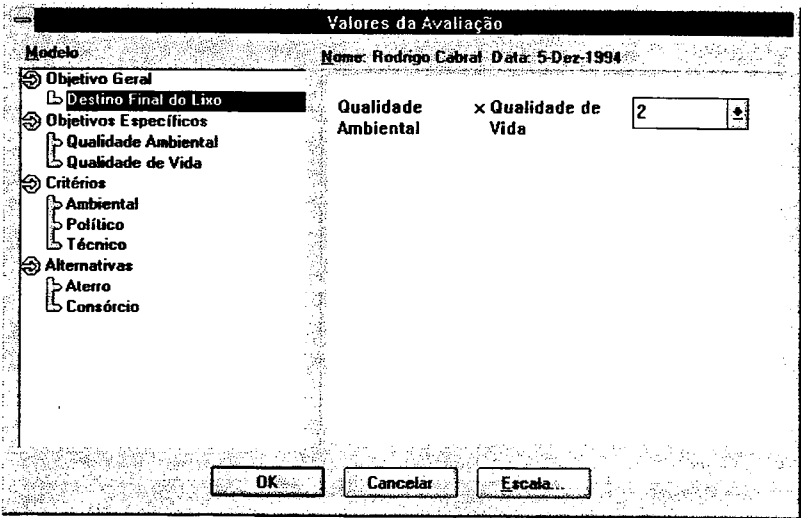 Valores da Avaliação
Modelo
Objetivo Geral
Destino Final do Lixo
Objetivos Específicos
Qualidade Ambiental
Qualidade de Vida
Critérios
Ambiental
Político
Técnico
Alternativas
Aterro
Consórcio
Nome: Rodrigo Cabral Data: 5-Dez-1994
Qualidade × Qualidade de 2
Ambiental Vida
OK Cancelar Escala...